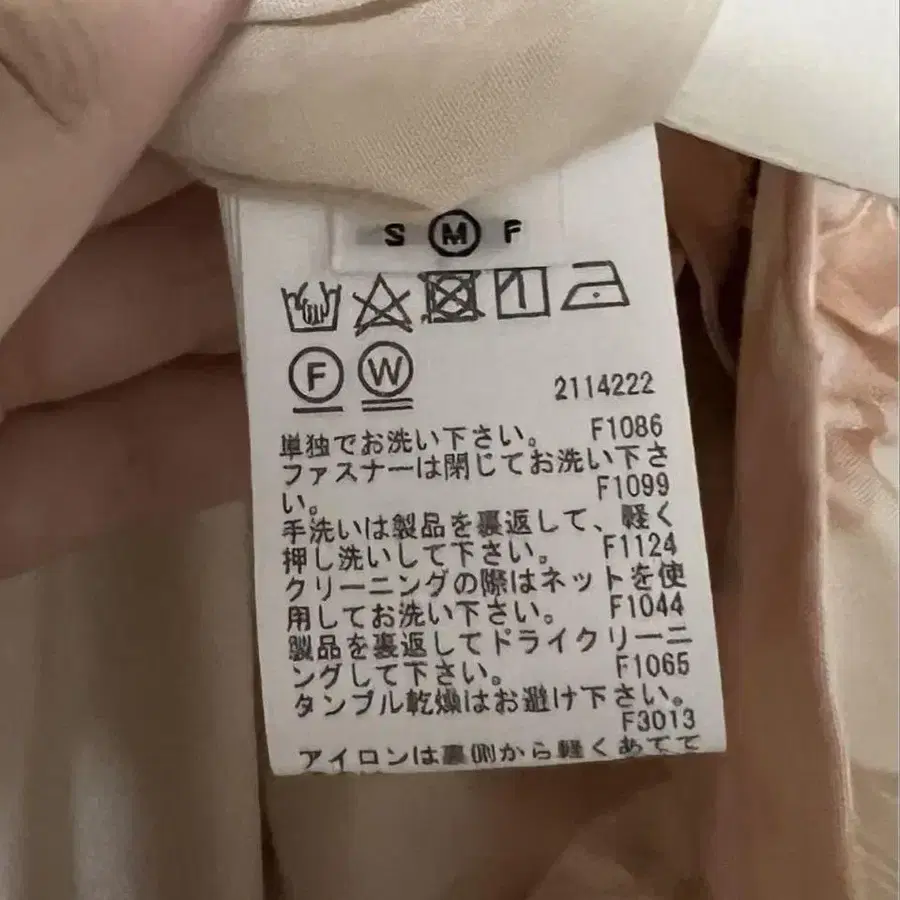 S M F
F W
2114222
単独でお洗い下さい。 F1086
ファスナーは閉じてお洗い下さ
い。 F1099
手洗いは製品を裏返して、軽く
押し洗いして下さい。 F1124
クリーニングの際はネットを使
用してお洗い下さい。 F1044
製品を裏返してドライクリーニ
ングして下さい。 F1065
タンブル乾燥はお避け下さい。
F3013
アイロンは裏側から軽くあてて